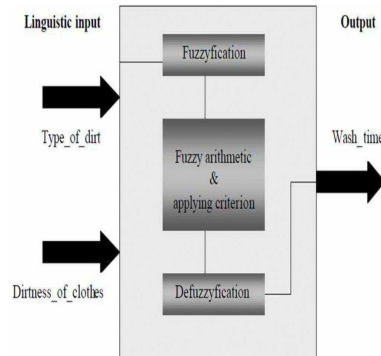 Linguistic input
Output
Fuzzyfication
Type_of_dirt
Fuzzy arithmetic
&
applying criterion
Wash_time
Dirtness_of_clothes
Defuzzyfication